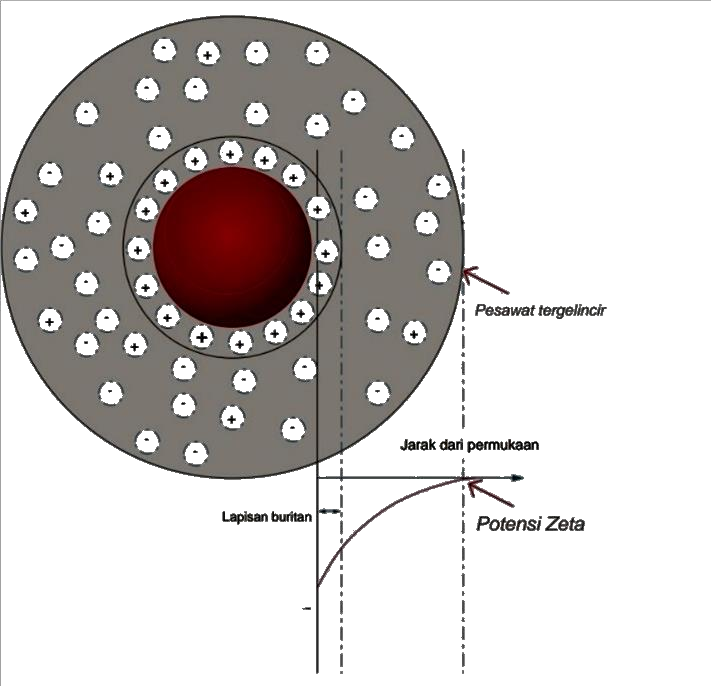 Pesawat tergelincir
Jarak dari permukaan
Lapisan buritan
Potensi Zeta